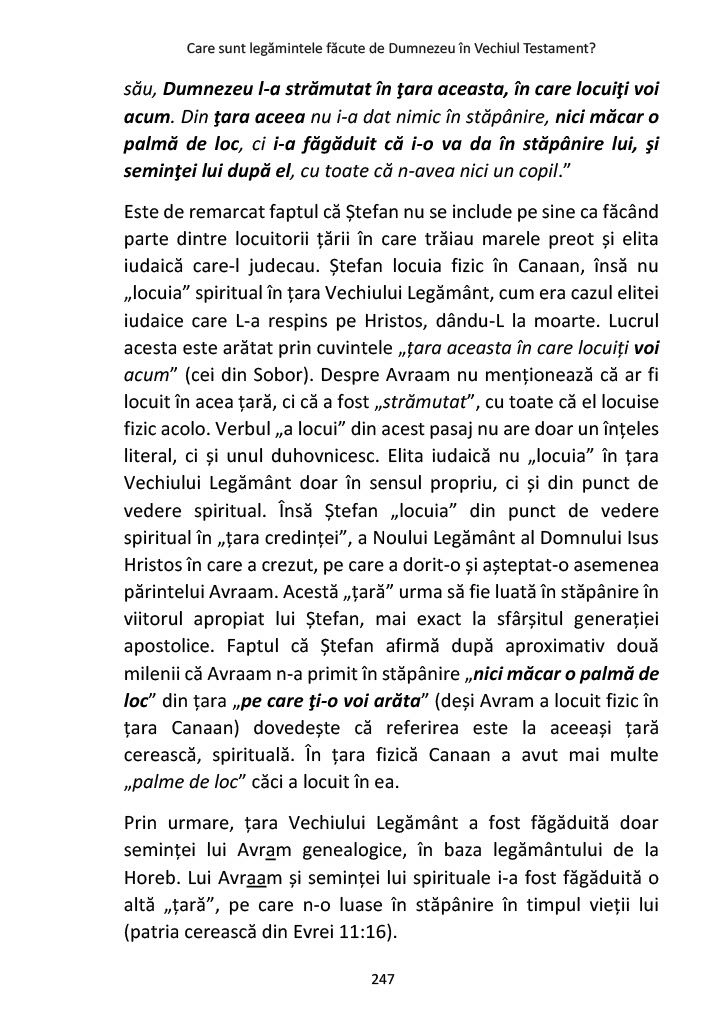 Care sunt legămintele făcute de Dumnezeu în Vechiul Testament?
său, Dumnezeu l-a strămutat în ţara aceasta, în care locuiţi voi
acum. Din ţara aceea nu i-a dat nimic în stăpânire, nici măcar o
palmă de loc, ci i-a făgăduit că i-o va da în stăpânire lui, şi
seminţei lui după el, cu toate că n-avea nici un copil.”
Este de remarcat faptul că Ștefan nu se include pe sine ca făcând
parte dintre locuitorii țării în care trăiau marele preot și elita
iudaică care-l judecau. Ștefan locuia fizic în Canaan, însă nu
„locuia” spiritual în țara Vechiului Legământ, cum era cazul elitei
iudaice care L-a respins pe Hristos, dându-L la moarte. Lucrul
acesta este arătat prin cuvintele „țara aceasta în care locuiți voi
acum” (cei din Sobor). Despre Avraam nu menționează că ar fi
locuit în acea țară, ci că a fost „strămutat”, cu toate că el locuise
fizic acolo. Verbul „a locui” din acest pasaj nu are doar un înțeles
literal, ci și unul duhovnicesc. Elita iudaică nu „locuia” în țara
Vechiului Legământ doar în sensul propriu, ci și din punct de
vedere spiritual. Însă Ștefan „locuia” din punct de vedere
spiritual în „țara credinței”, a Noului Legământ al Domnului Isus
Hristos în care a crezut, pe care a dorit-o și așteptat-o asemenea
părintelui Avraam. Acestă „țară” urma să fie luată în stăpânire în
viitorul apropiat lui Ștefan, mai exact la sfârșitul generației
apostolice. Faptul că Ștefan afirmă după aproximativ două
milenii că Avraam n-a primit în stăpânire „nici măcar o palmă de
loc” din țara „pe care ţi-o voi arăta” (deși Avram a locuit fizic în
țara Canaan) dovedește că referirea este la aceeași țară
cerească, spirituală. În țara fizică Canaan a avut mai multe
„palme de loc” căci a locuit în ea.
Prin urmare, țara Vechiului Legământ a fost făgăduită doar
seminței lui Avram genealogice, în baza legământului de la
Horeb. Lui Avraam și seminței lui spirituale i-a fost făgăduită o
altă „țară”, pe care n-o luase în stăpânire în timpul vieții lui
(patria cerească din Evrei 11:16).
247